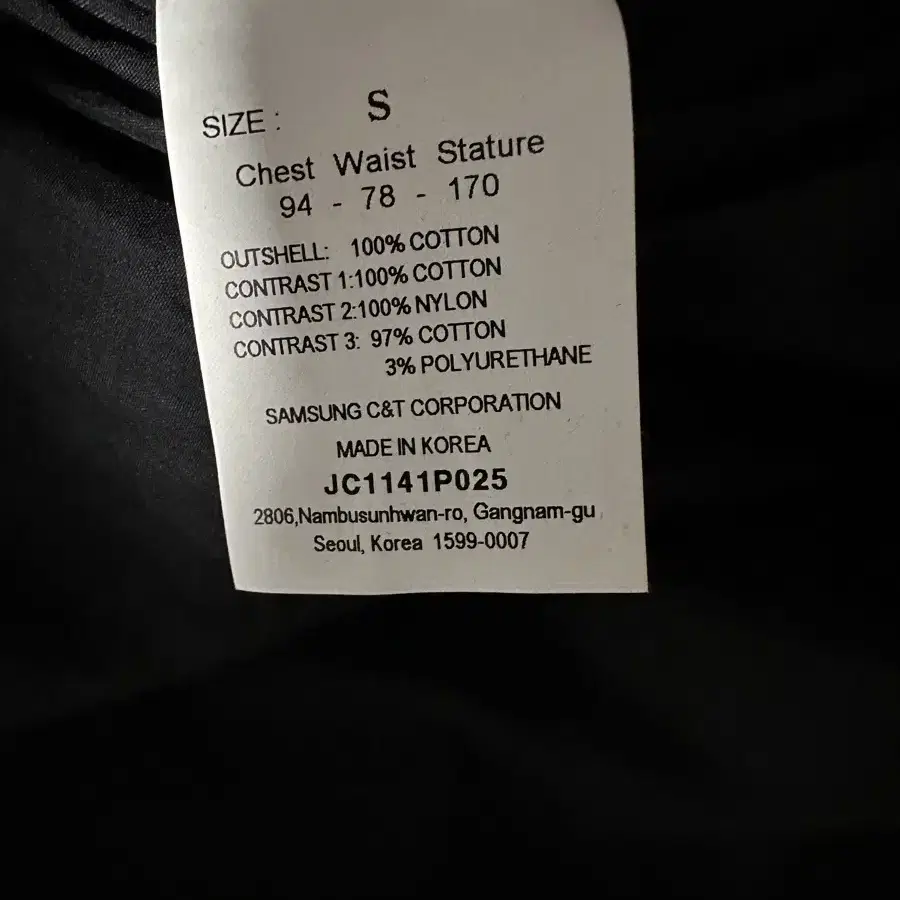 SIZE : S
Chest Waist Stature
94 - 78 - 170
OUTSHELL: 100% COTTON
CONTRAST 1:100% COTTON
CONTRAST 2:100% NYLON
CONTRAST 3: 97% COTTON
3% POLYURETHANE
SAMSUNG C&T CORPORATION
MADE IN KOREA
JC1141P025
2806,Nambusunhwan-ro, Gangnam-gu
Seoul, Korea 1599-0007